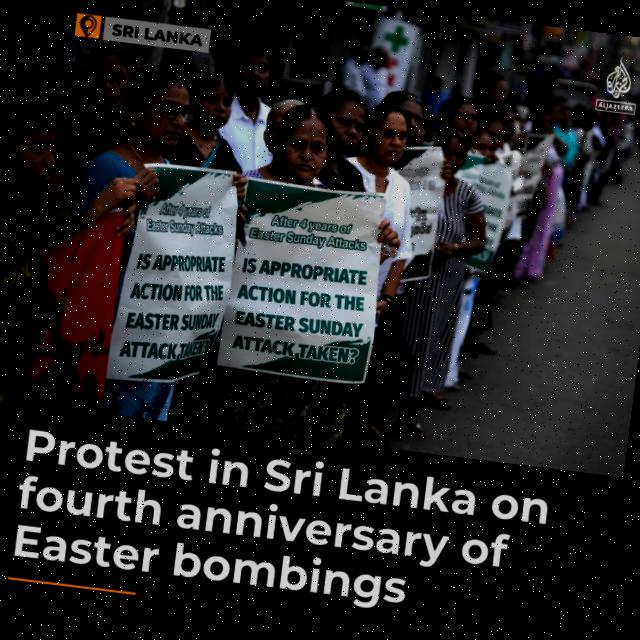 SRI LANKA
ALJAZEERA
After 4 years of
Easter Sunday Attacks
IS APPROPRIATE
ACTION FOR THE
EASTER SUNDAY
ATTACK TAKEN?
After 4 years of
Easter Sunday Attacks
IS APPROPRIATE
ACTION FOR THE
EASTER SUNDAY
ATTACK TAKEN?
Protest in Sri Lanka on
fourth anniversary of
Easter bombings